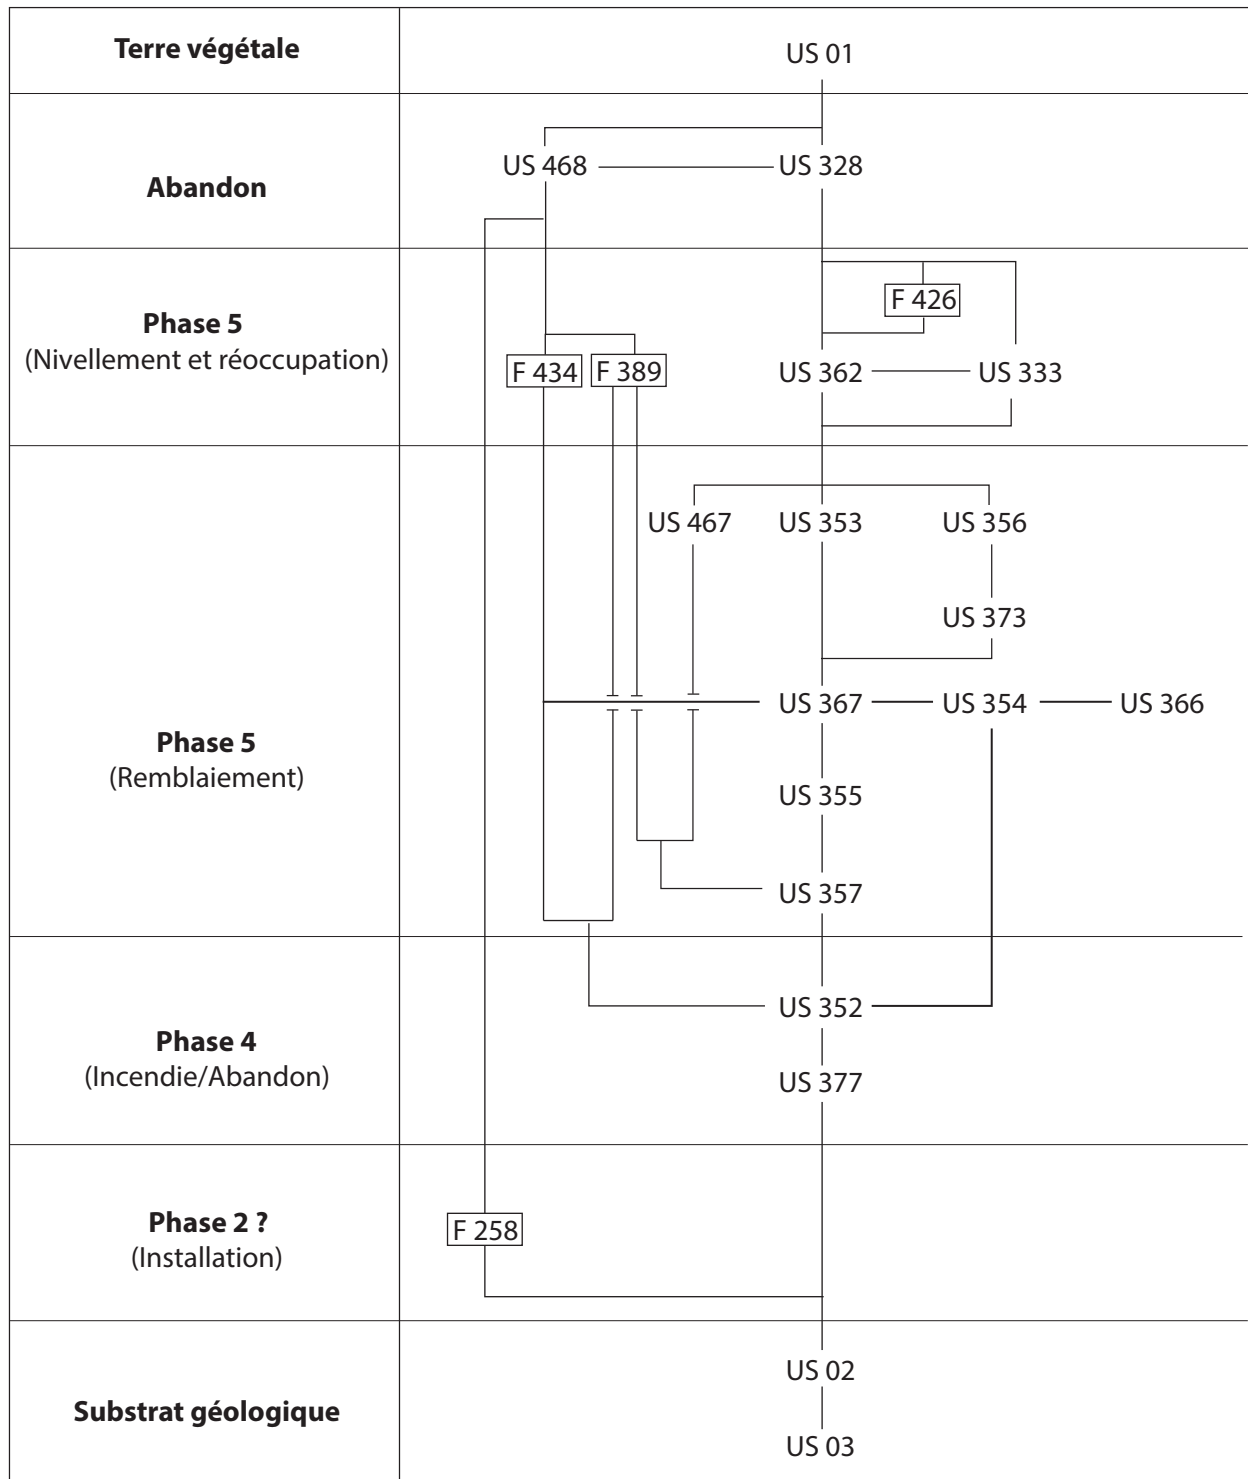 Terre végétale
US 01
Abandon
US 468
US 328
Phase 5
(Nivellement et réoccupation)
F 426
F 434
F 389
US 362
US 333
Phase 5
(Remblaiement)
US 467
US 353
US 356
US 373
US 367
US 354
US 366
US 355
US 357
Phase 4
(Incendie/Abandon)
US 352
US 377
Phase 2 ?
(Installation)
F 258
Substrat géologique
US 02
US 03